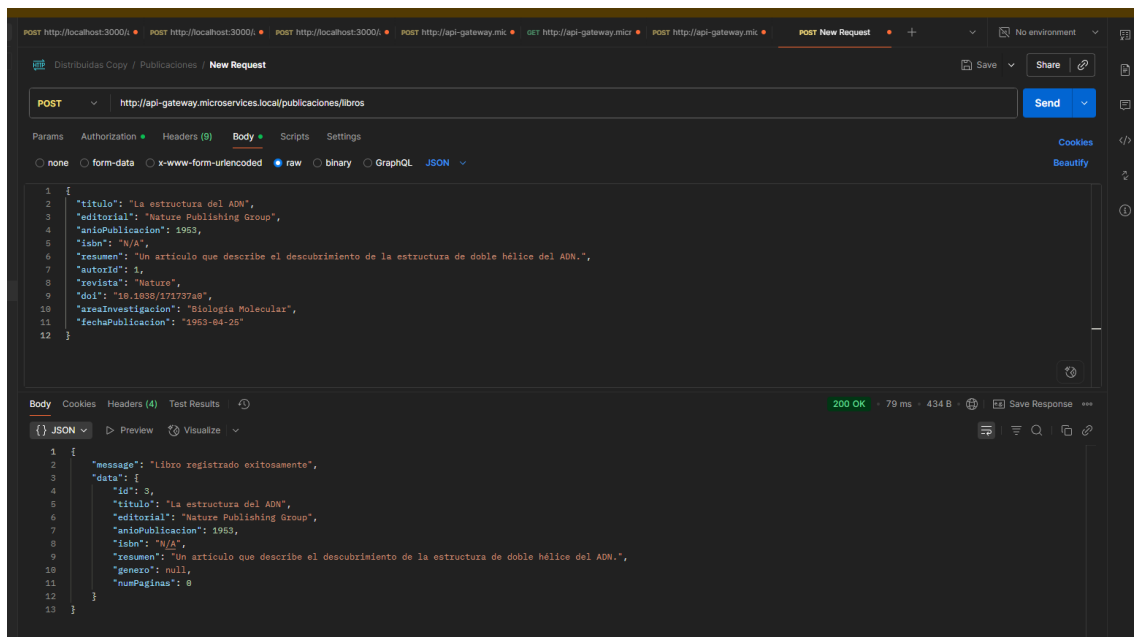 POST http://localhost:3000/a POST http://localhost:3000/a POST http://localhost:3000/a POST http://api-gateway.mic GET http://api-gateway.micr POST http://api-gateway.mic POST New Request + No environment
HTTP Distribuidas Copy / Publicaciones / New Request Save Share
POST http://api-gateway.microservices.local/publicaciones/libros Send
Params Authorization Headers (9) Body Scripts Settings Cookies
none form-data x-www-form-urlencoded raw binary GraphQL JSON Beautify
1 {
2 "titulo": "La estructura del ADN",
3 "editorial": "Nature Publishing Group",
4 "anioPublicacion": 1953,
5 "isbn": "N/A",
6 "resumen": "Un artículo que describe el descubrimiento de la estructura de doble hélice del ADN.",
7 "autorId": 1,
8 "revista": "Nature",
9 "doi": "10.1038/171737a0",
10 "areaInvestigacion": "Biología Molecular",
11 "fechaPublicacion": "1953-04-25"
12 }
Body Cookies Headers (4) Test Results 200 OK 79 ms 434 B Save Response
{} JSON Preview Visualize
1 {
2 "message": "Libro registrado exitosamente",
3 "data": {
4 "id": 3,
5 "titulo": "La estructura del ADN",
6 "editorial": "Nature Publishing Group",
7 "anioPublicacion": 1953,
8 "isbn": "N/A",
9 "resumen": "Un artículo que describe el descubrimiento de la estructura de doble hélice del ADN.",
10 "genero": null,
11 "numPaginas": 0
12 }
13 }